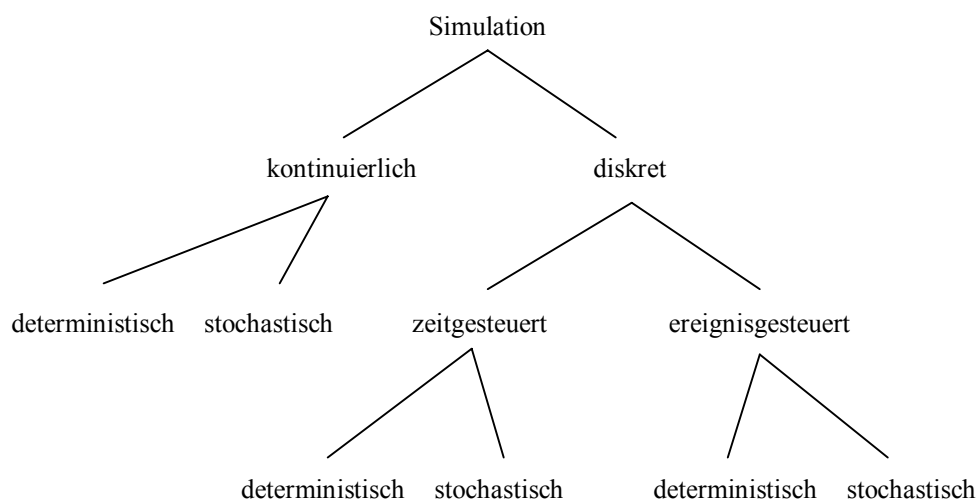 Simulation
kontinuierlich diskret
deterministisch stochastisch zeitgesteuert ereignisgesteuert
deterministisch stochastisch deterministisch stochastisch